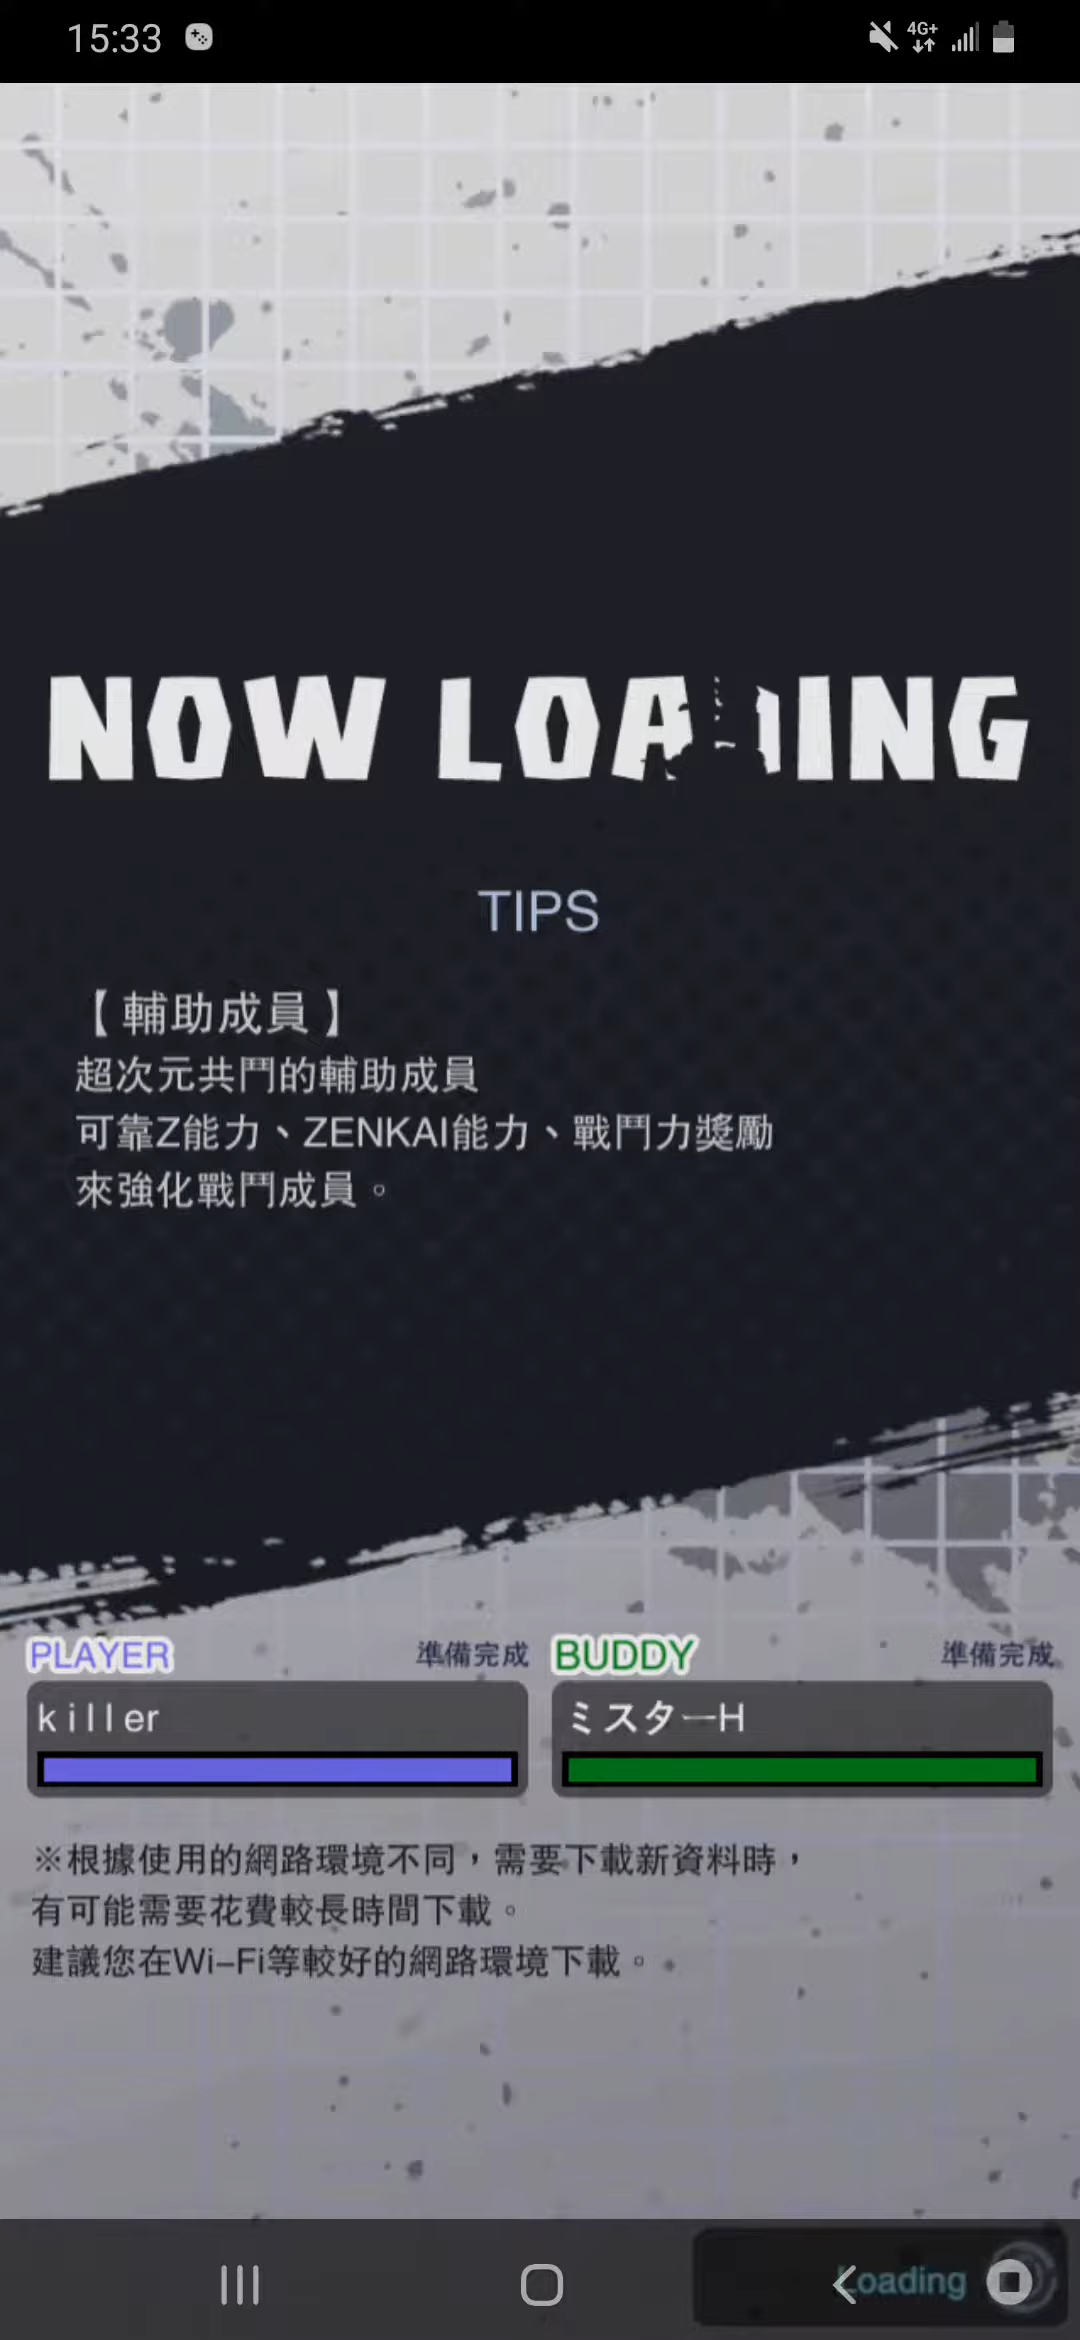 15:33
4G+
NOW LOADING
TIPS
【輔助成員】
超次元共鬥的輔助成員
可靠Z能力、ZENKAI能力、戰鬥力獎勵
來強化戰鬥成員。
PLAYER 準備完成 BUDDY 準備完成
killer ミスターH
※根據使用的網路環境不同，需要下載新資料時，
有可能需要花費較長時間下載。
建議您在Wi-Fi等較好的網路環境下載。
Loading